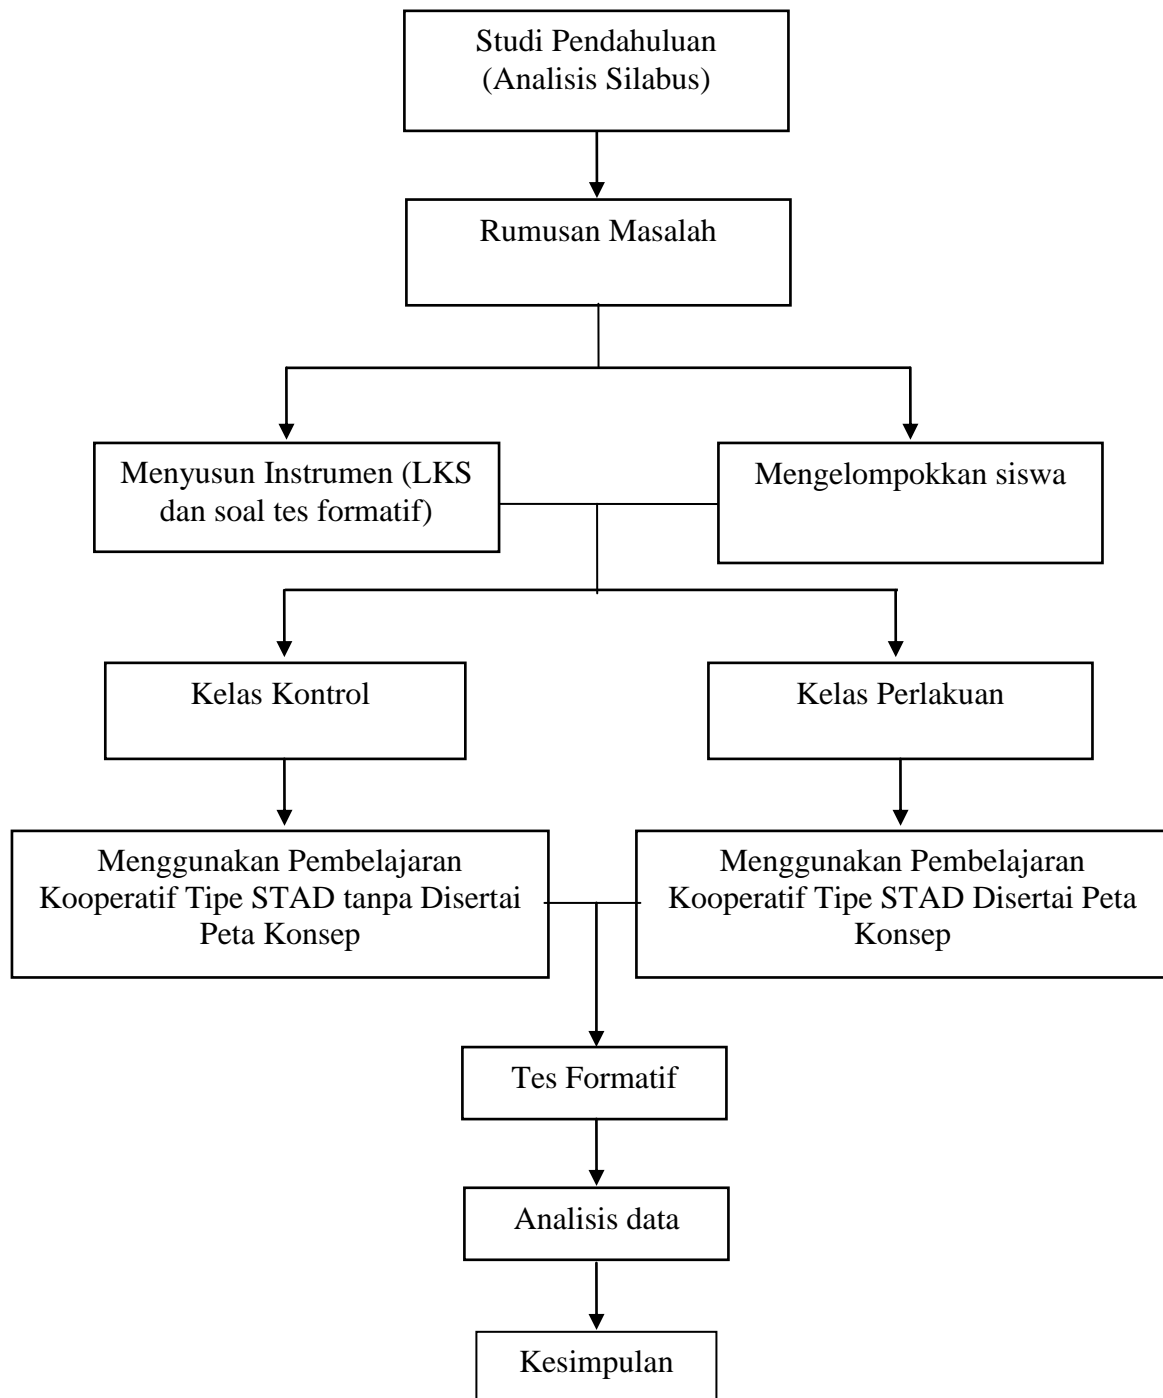 Studi Pendahuluan
(Analisis Silabus)
Rumusan Masalah
Menyusun Instrumen (LKS
dan soal tes formatif)
Mengelompokkan siswa
Kelas Kontrol
Kelas Perlakuan
Menggunakan Pembelajaran
Kooperatif Tipe STAD tanpa Disertai
Peta Konsep
Menggunakan Pembelajaran
Kooperatif Tipe STAD Disertai Peta
Konsep
Tes Formatif
Analisis data
Kesimpulan